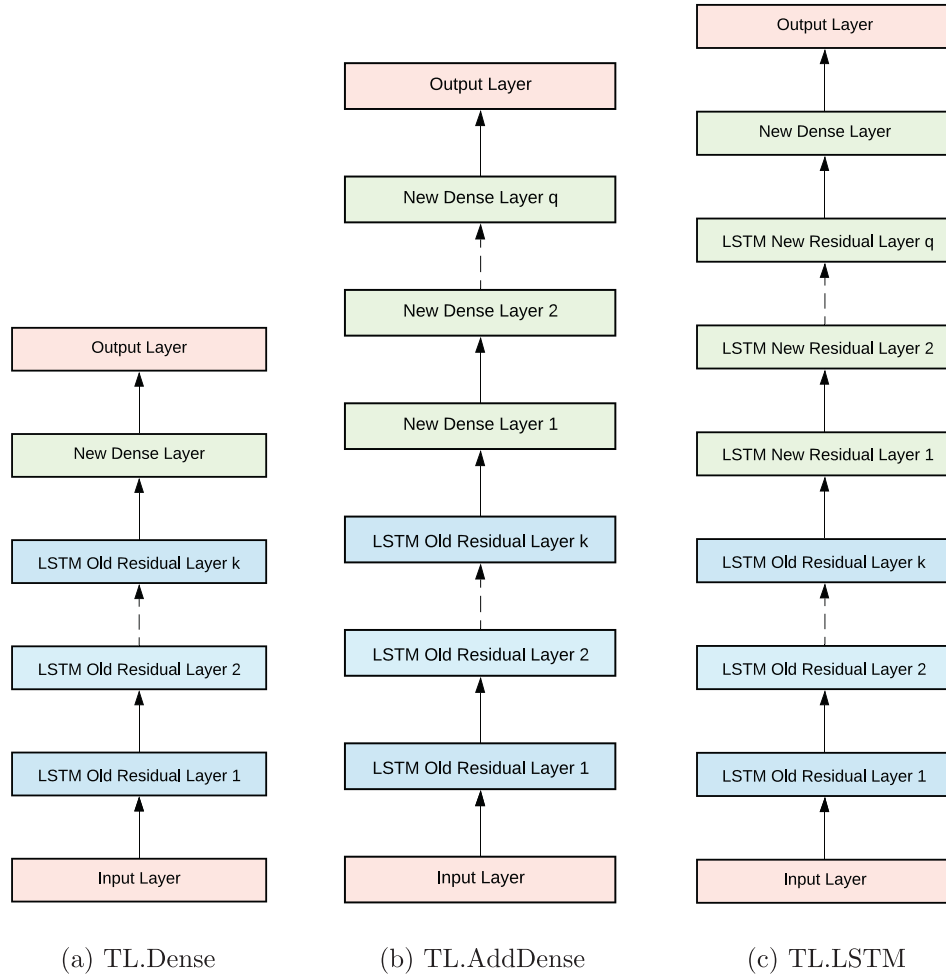 Output Layer
New Dense Layer
LSTM Old Residual Layer k
LSTM Old Residual Layer 2
LSTM Old Residual Layer 1
Input Layer
(a) TL.Dense
Output Layer
New Dense Layer q
New Dense Layer 2
New Dense Layer 1
LSTM Old Residual Layer k
LSTM Old Residual Layer 2
LSTM Old Residual Layer 1
Input Layer
(b) TL.AddDense
Output Layer
New Dense Layer
LSTM New Residual Layer q
LSTM New Residual Layer 2
LSTM New Residual Layer 1
LSTM Old Residual Layer k
LSTM Old Residual Layer 2
LSTM Old Residual Layer 1
Input Layer
(c) TL.LSTM